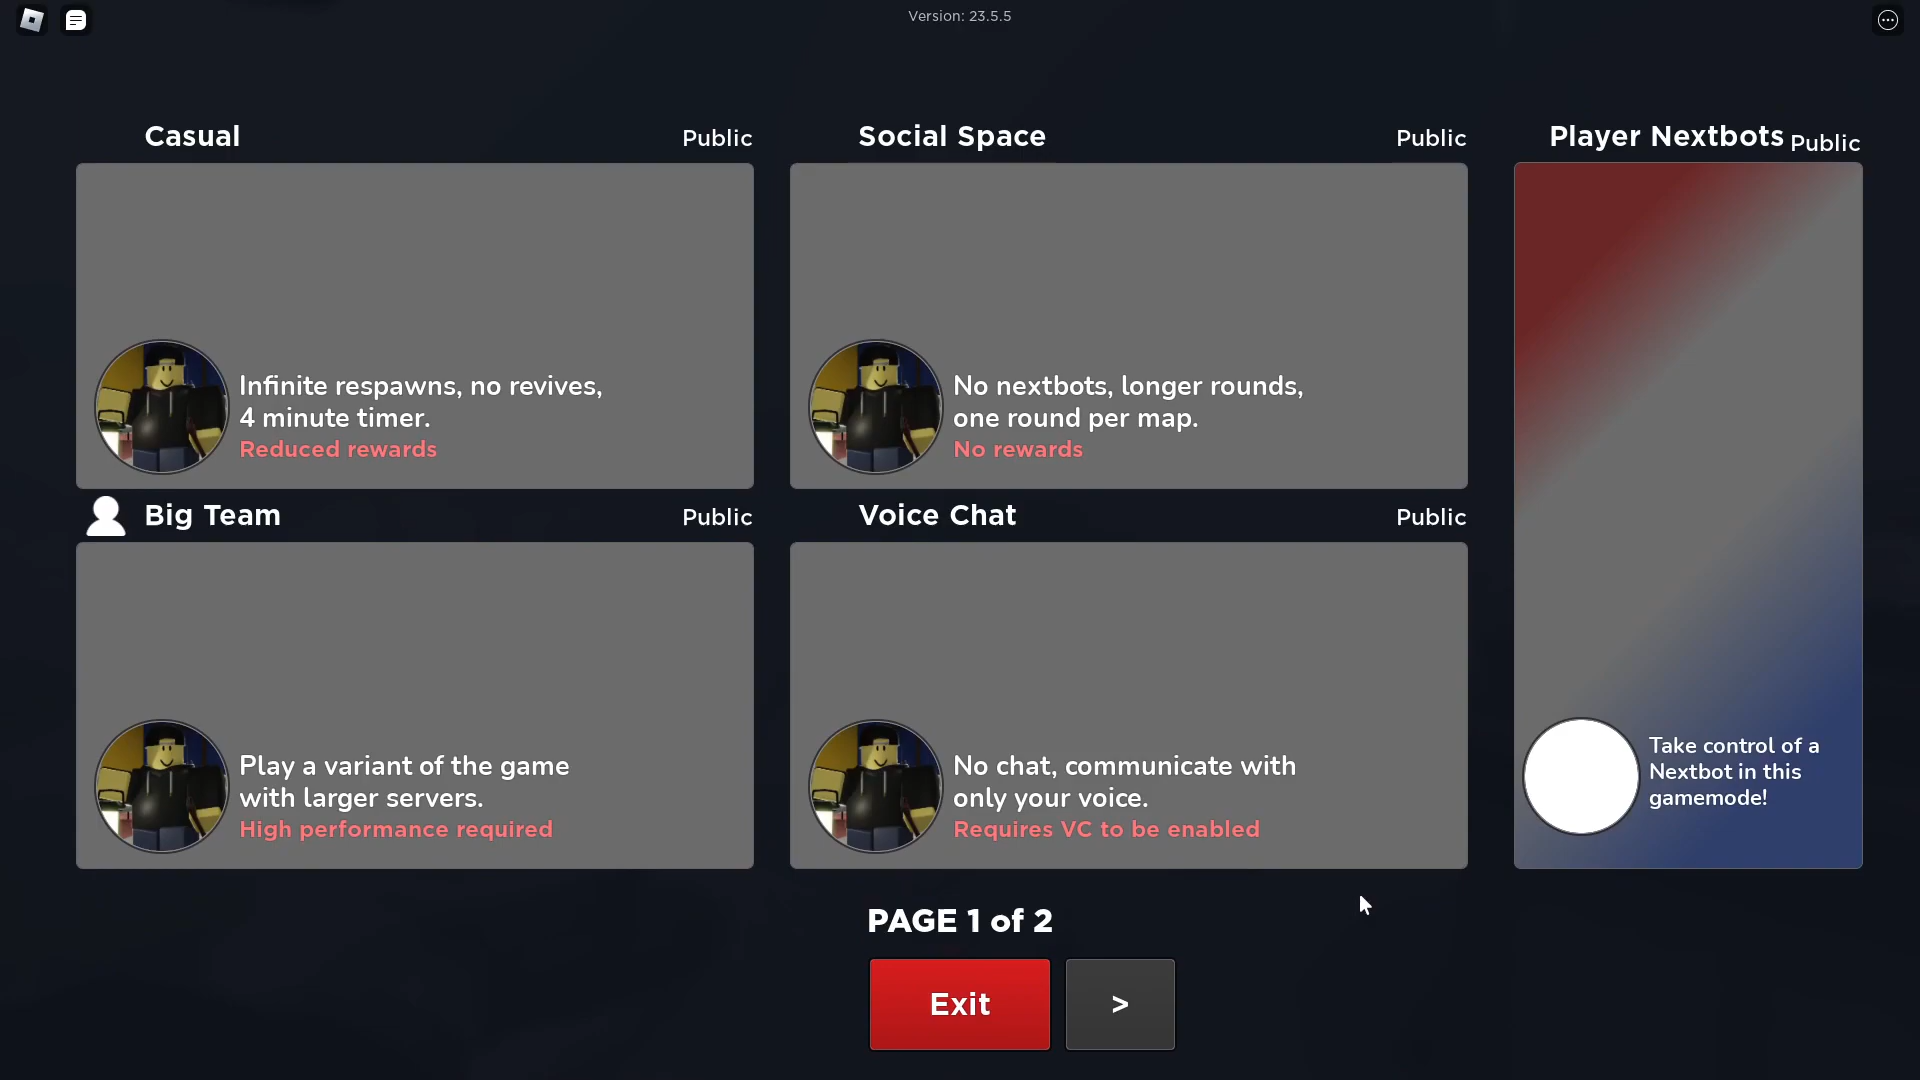 Version: 23.5.5
Casual
Public
Infinite respawns, no revives,
4 minute timer.
Reduced rewards
Social Space
Public
No nextbots, longer rounds,
one round per map.
No rewards
Player Nextbots
Public
Take control of a
Nextbot in this
gamemode!
Big Team
Public
Play a variant of the game
with larger servers.
High performance required
Voice Chat
Public
No chat, communicate with
only your voice.
Requires VC to be enabled
PAGE 1 of 2
Exit
>